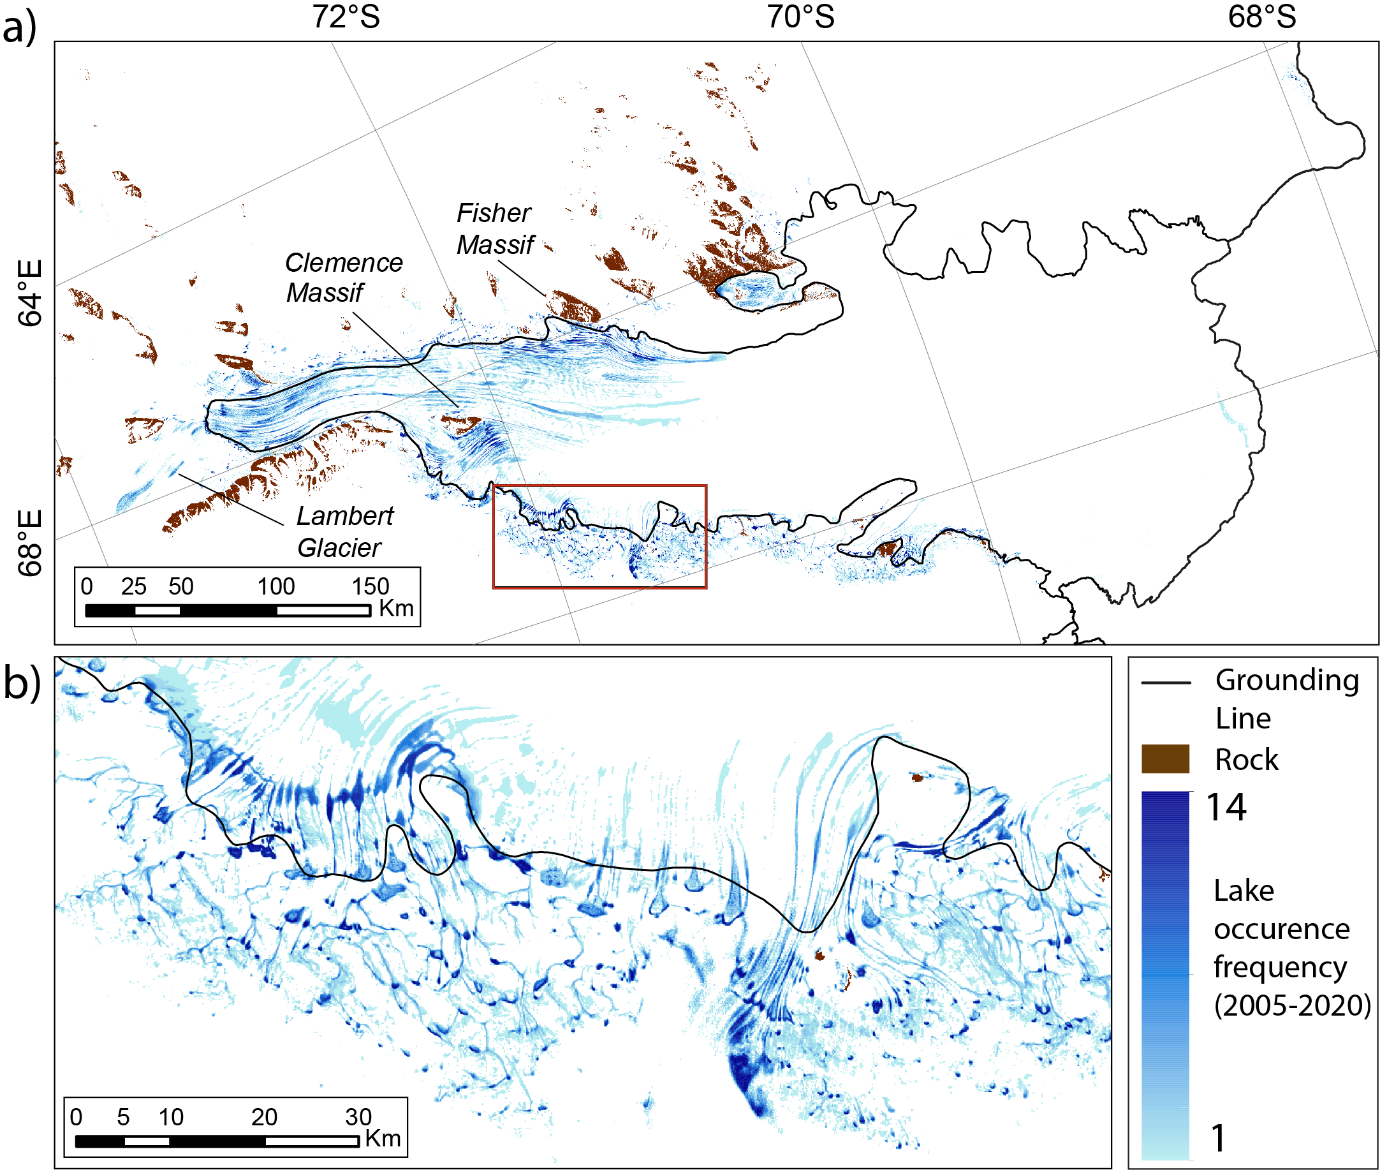 a)
72°S
70°S
68°S
64°E
68°E
Fisher
Massif
Clemence
Massif
Lambert
Glacier
0 25 50 100 150
Km
b)
0 5 10 20 30
Km
Grounding
Line
Rock
14
Lake
occurence
frequency
(2005-2020)
1